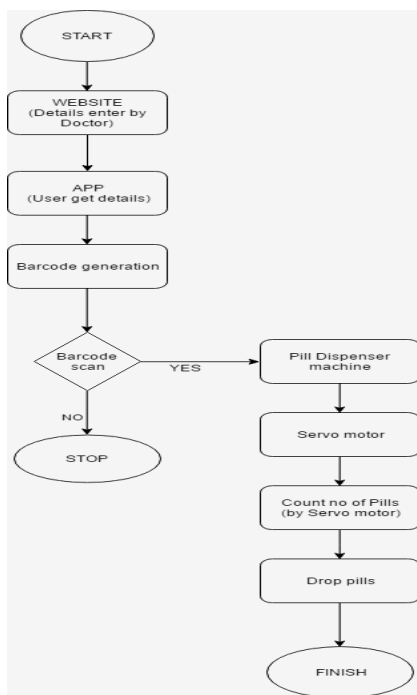 START
WEBSITE
(Details enter by
Doctor)
APP
(User get details)
Barcode generation
Barcode
scan
YES
NO
STOP
Pill Dispenser
machine
Servo motor
Count no of Pills
(by Servo motor)
Drop pills
FINISH